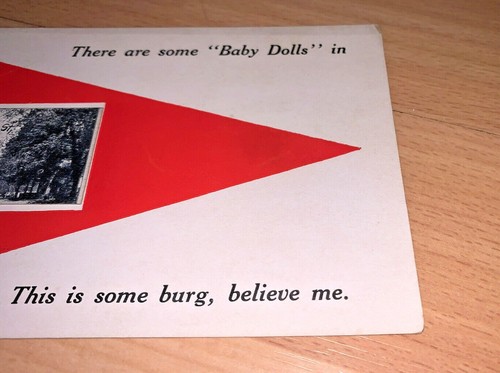 There are some "Baby Dolls" in
This is some burg, believe me.